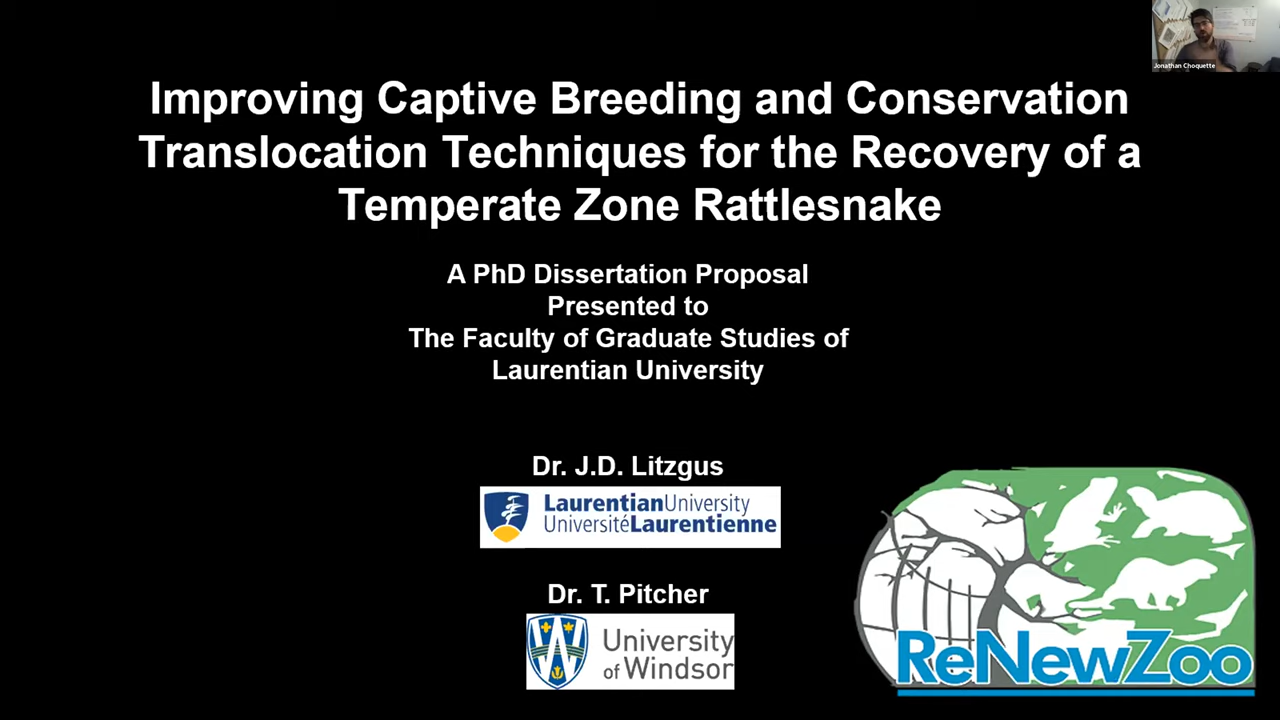 Jonathan Choquette
Improving Captive Breeding and Conservation
Translocation Techniques for the Recovery of a
Temperate Zone Rattlesnake
A PhD Dissertation Proposal
Presented to
The Faculty of Graduate Studies of
Laurentian University
Dr. J.D. Litzgus
LaurentianUniversity
UniversitéLaurentienne
Dr. T. Pitcher
University
of Windsor
ReNewZoo